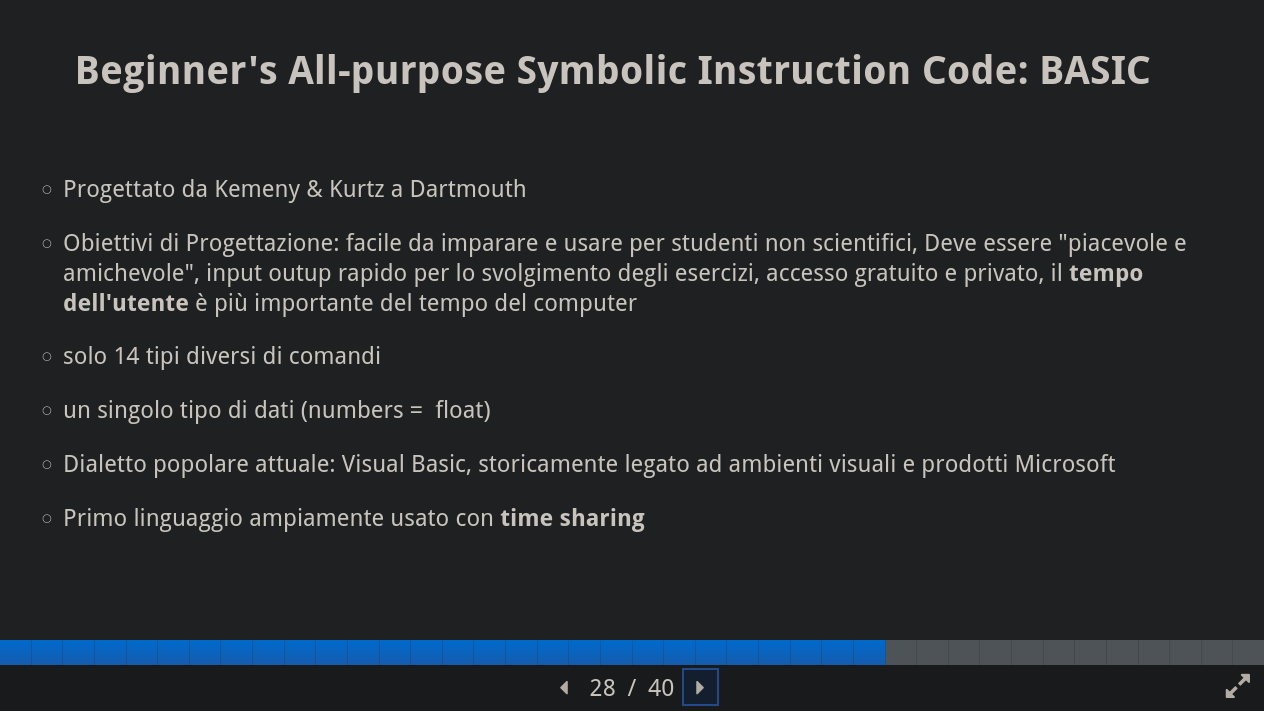 Beginner's All-purpose Symbolic Instruction Code: BASIC
Progettato da Kemeny & Kurtz a Dartmouth
Obiettivi di Progettazione: facile da imparare e usare per studenti non scientifici, Deve essere "piacevole e
amichevole", input outup rapido per lo svolgimento degli esercizi, accesso gratuito e privato, il tempo
dell'utente è più importante del tempo del computer
solo 14 tipi diversi di comandi
un singolo tipo di dati (numbers =  float)
Dialetto popolare attuale: Visual Basic, storicamente legato ad ambienti visuali e prodotti Microsoft
Primo linguaggio ampiamente usato con time sharing
28 / 40